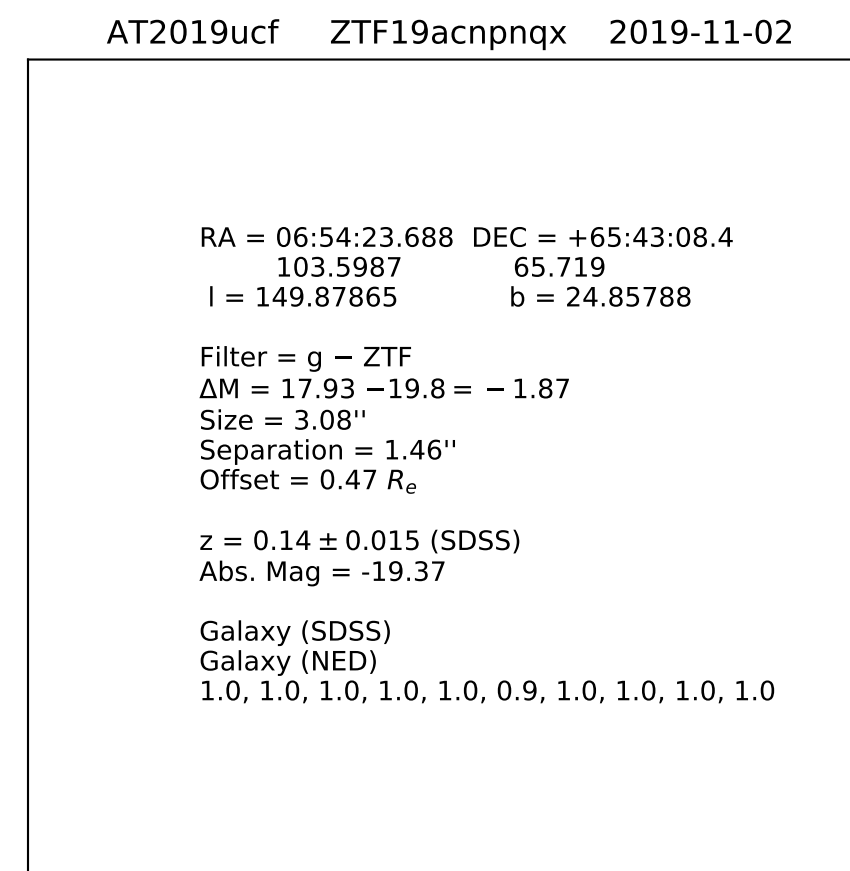 AT2019ucf ZTF19acnpnqx 2019-11-02
RA = 06:54:23.688 DEC = +65:43:08.4
103.5987 65.719
l = 149.87865 b = 24.85788
Filter = g − ZTF
ΔM = 17.93 −19.8 = − 1.87
Size = 3.08''
Separation = 1.46''
Offset = 0.47 Re
z = 0.14 ± 0.015 (SDSS)
Abs. Mag = -19.37
Galaxy (SDSS)
Galaxy (NED)
1.0, 1.0, 1.0, 1.0, 1.0, 0.9, 1.0, 1.0, 1.0, 1.0